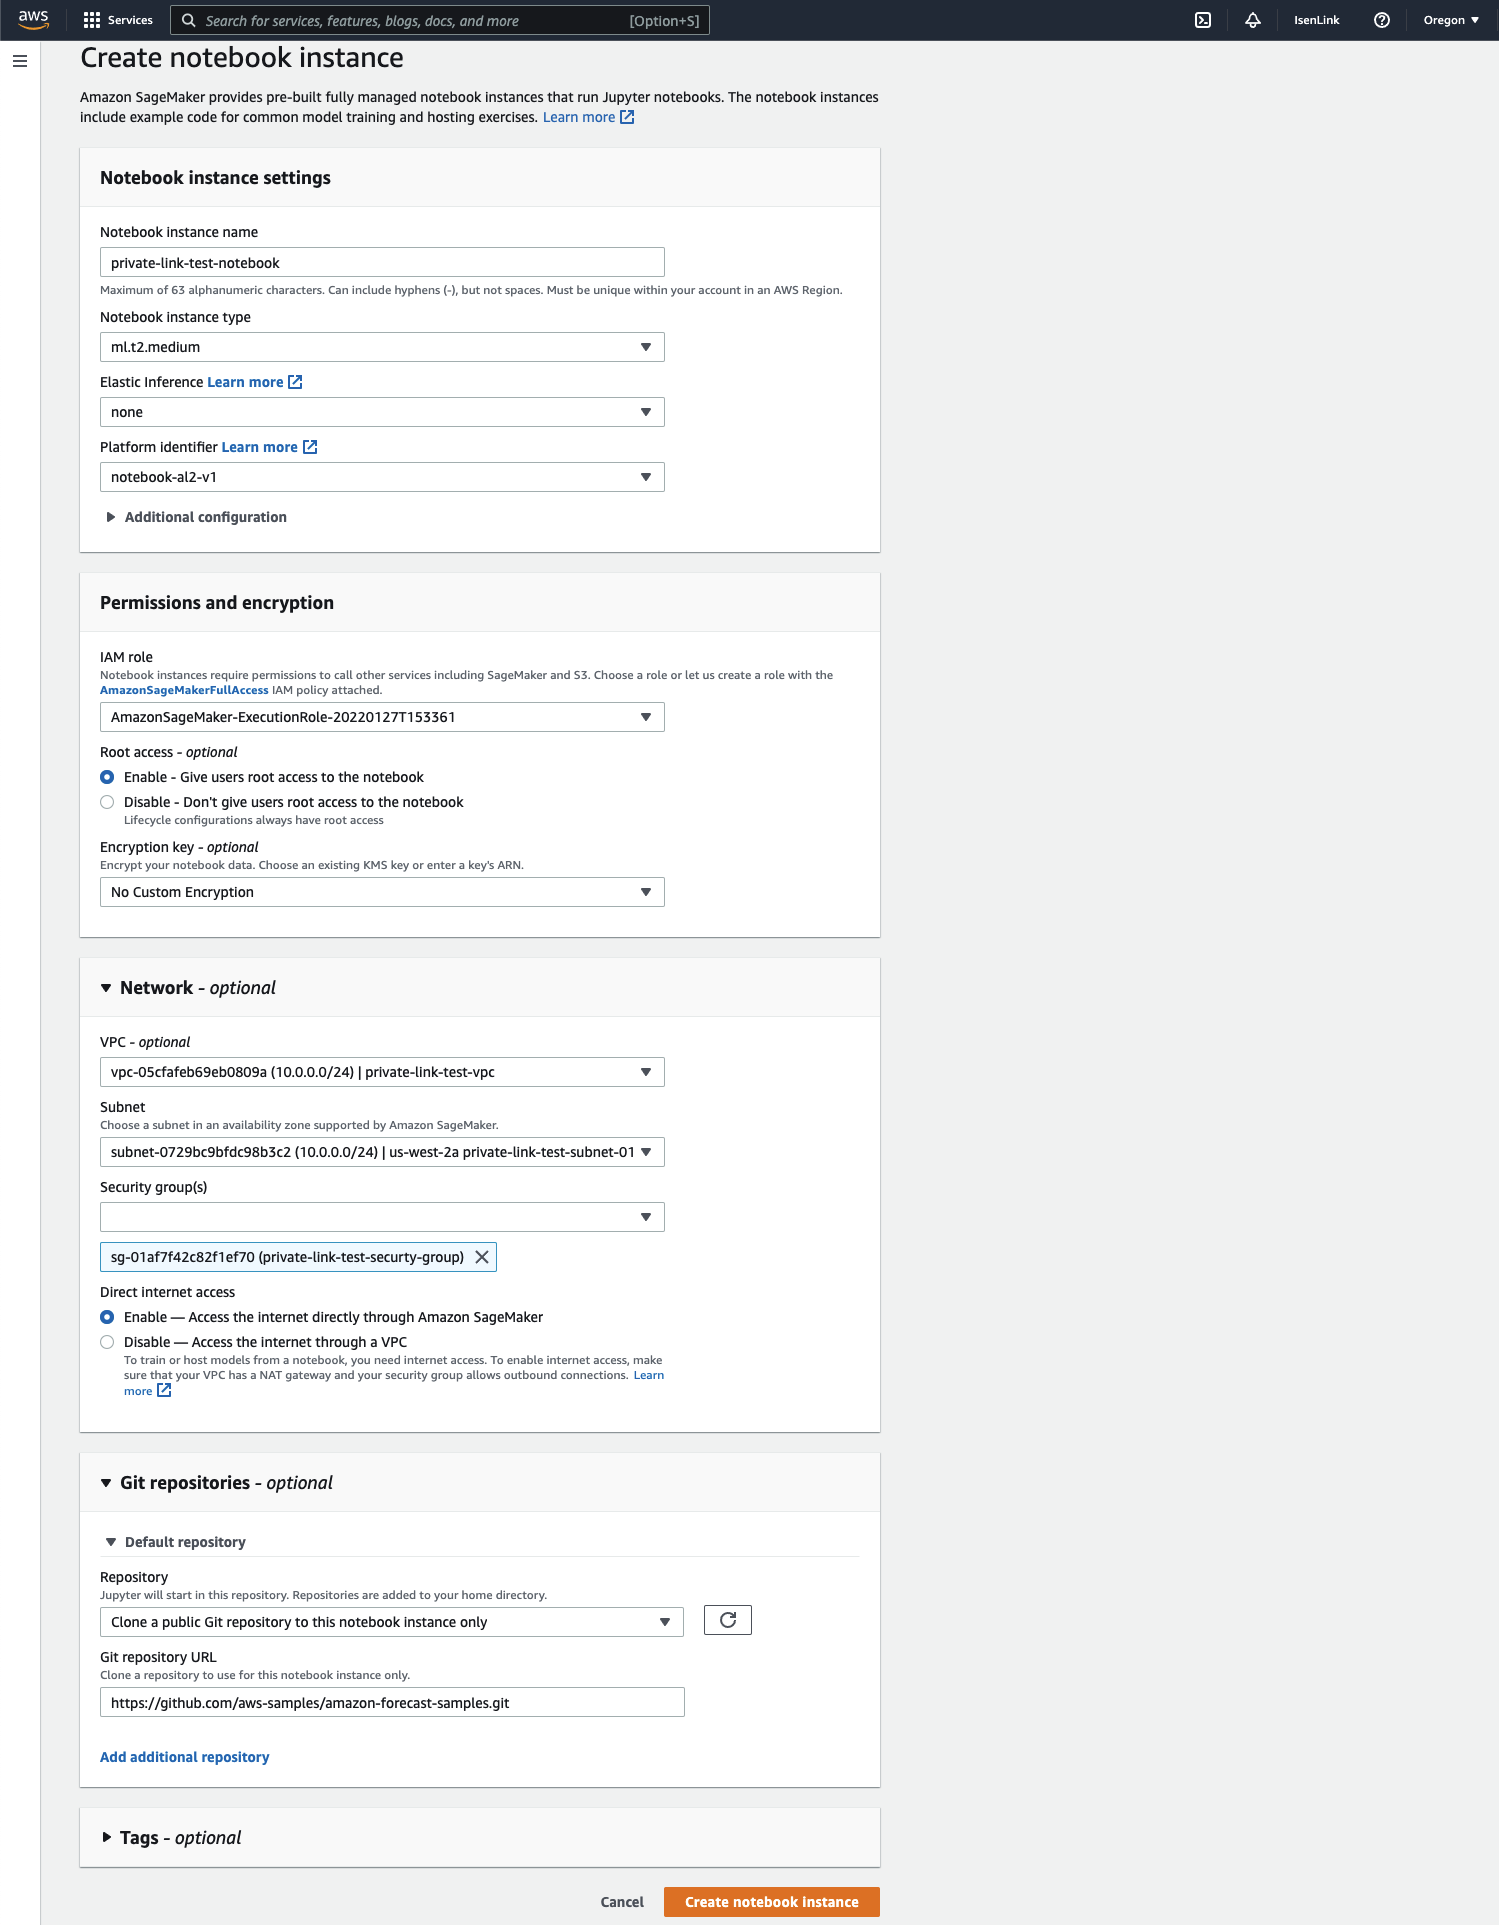 aws
Services
Search for services, features, blogs, docs, and more
[Option+S]
IsenLink
Oregon
Create notebook instance
Amazon SageMaker provides pre-built fully managed notebook instances that run Jupyter notebooks. The notebook instances
include example code for common model training and hosting exercises. Learn more
Notebook instance settings
Notebook instance name
private-link-test-notebook
Maximum of 63 alphanumeric characters. Can include hyphens (-), but not spaces. Must be unique within your account in an AWS Region.
Notebook instance type
ml.t2.medium
Elastic Inference Learn more
none
Platform identifier Learn more
notebook-al2-v1
Additional configuration
Permissions and encryption
IAM role
Notebook instances require permissions to call other services including SageMaker and S3. Choose a role or let us create a role with the
AmazonSageMakerFullAccess IAM policy attached.
AmazonSageMaker-ExecutionRole-20220127T153361
Root access - optional
Enable - Give users root access to the notebook
Disable - Don't give users root access to the notebook
Lifecycle configurations always have root access
Encryption key - optional
Encrypt your notebook data. Choose an existing KMS key or enter a key's ARN.
No Custom Encryption
Network - optional
VPC - optional
vpc-05cfafeb69eb0809a (10.0.0.0/24) | private-link-test-vpc
Subnet
Choose a subnet in an availability zone supported by Amazon SageMaker.
subnet-0729bc9bfdc98b3c2 (10.0.0.0/24) | us-west-2a private-link-test-subnet-01
Security group(s)
sg-01af7f42c82f1ef70 (private-link-test-securty-group)
Direct internet access
Enable — Access the internet directly through Amazon SageMaker
Disable — Access the internet through a VPC
To train or host models from a notebook, you need internet access. To enable internet access, make
sure that your VPC has a NAT gateway and your security group allows outbound connections. Learn
more
Git repositories - optional
Default repository
Repository
Jupyter will start in this repository. Repositories are added to your home directory.
Clone a public Git repository to this notebook instance only
Git repository URL
Clone a repository to use for this notebook instance only.
https://github.com/aws-samples/amazon-forecast-samples.git
Add additional repository
Tags - optional
Cancel
Create notebook instance